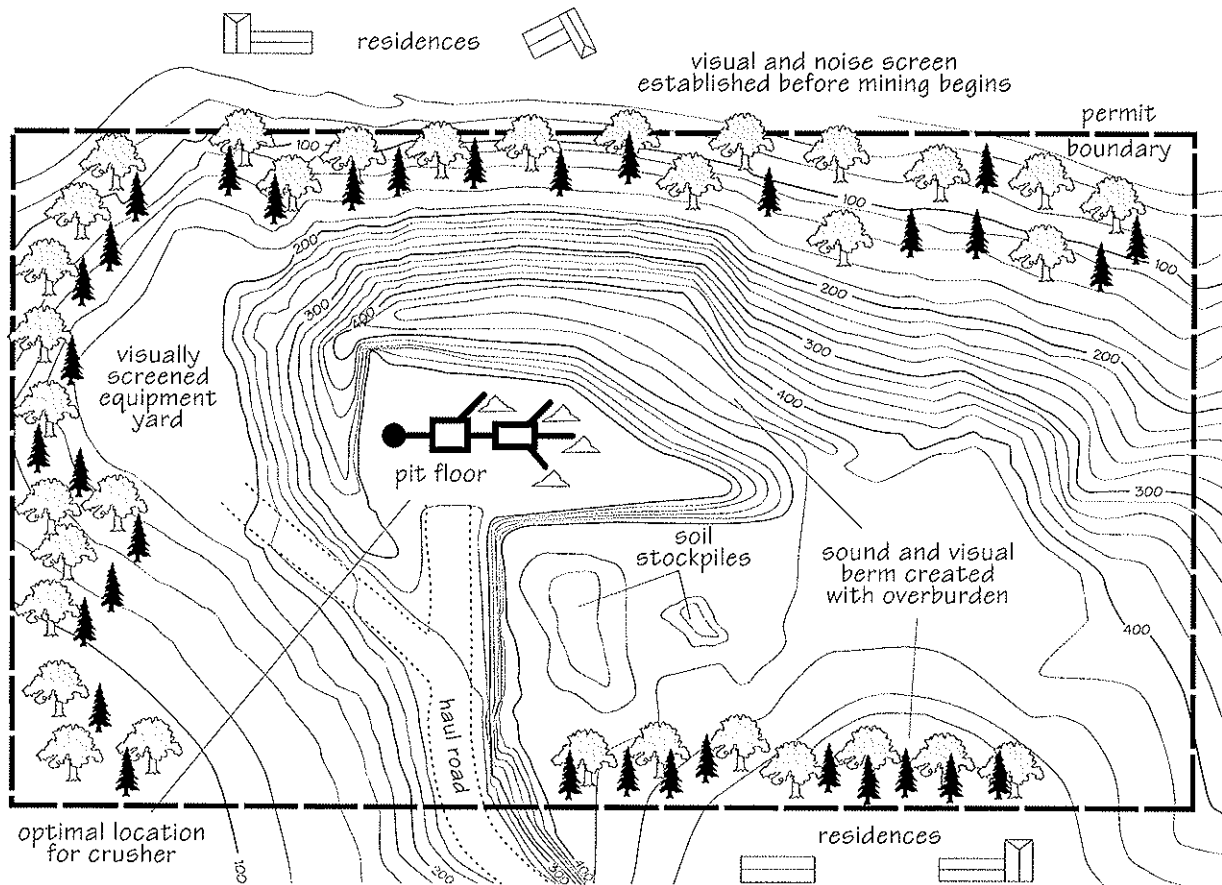 residences
visual and noise screen
established before mining begins
permit
boundary
100
100
100
200
200
200
300
300
400
400
300
400
visually
screened
equipment
yard
pit floor
soil
stockpiles
sound and visual
berm created
with overburden
haul road
optimal location
for crusher
residences
100
200
300
400